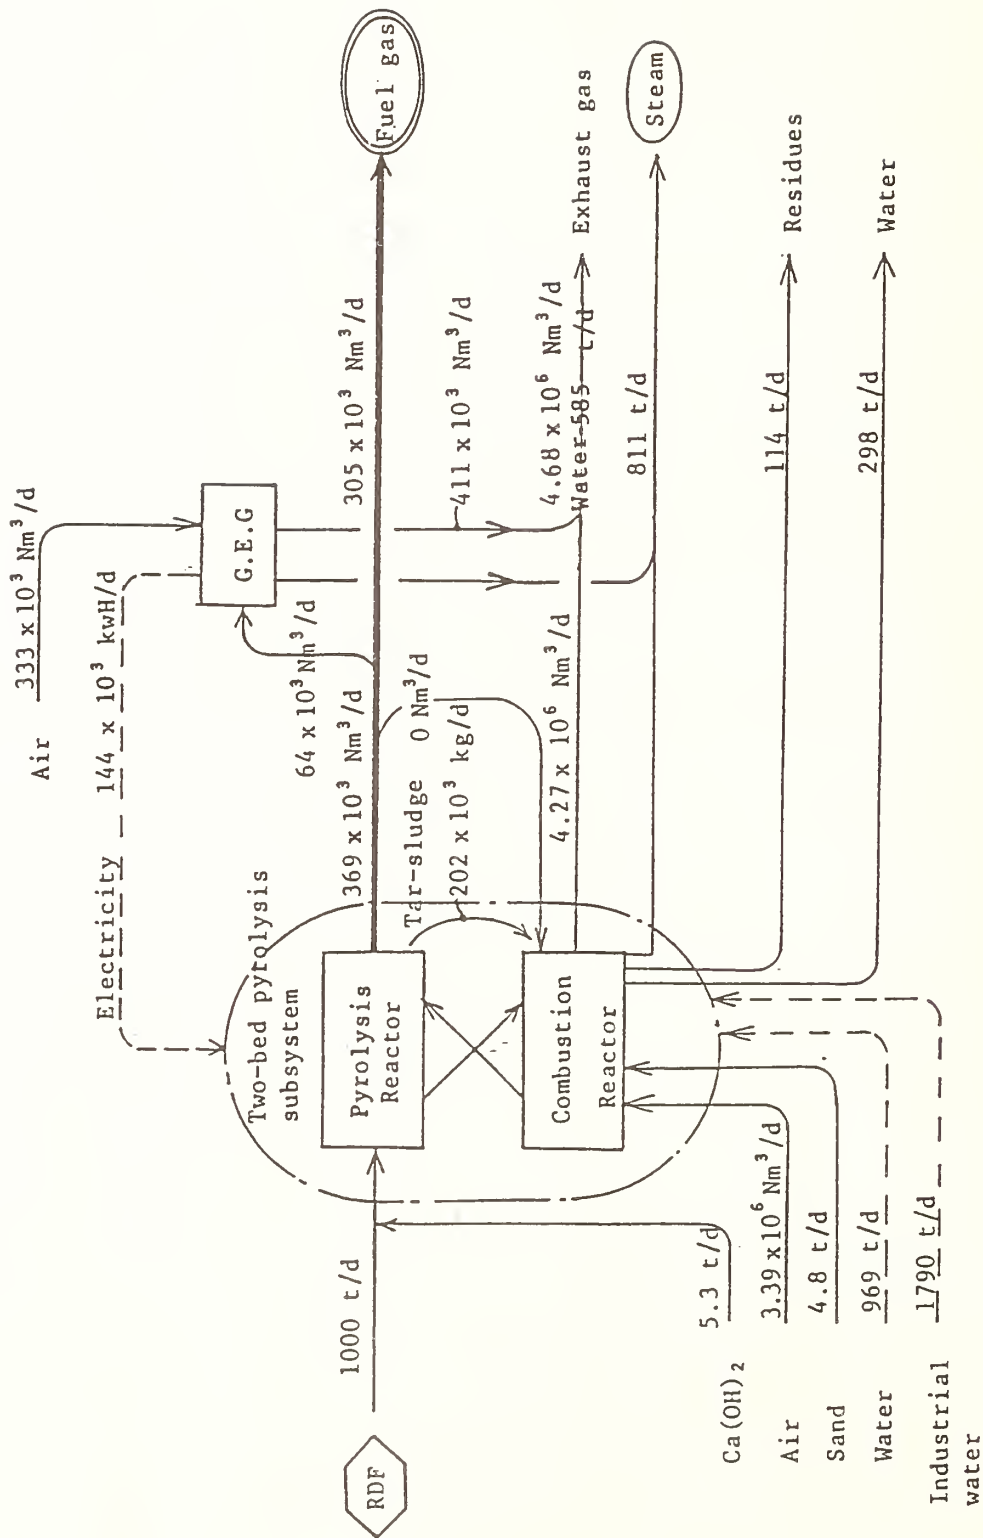 Air 333 x 10³ Nm³/d
Electricity 144 x 10³ kwH/d
G.E.G
64 x 10³ Nm³/d
Two-bed pyrolysis
subsystem
369 x 10³ Nm³/d
305 x 10³ Nm³/d
Fuel gas
RDF
1000 t/d
Pyrolysis
Reactor
Tar-sludge 0 Nm³/d
202 x 10³ kg/d
411 x 10³ Nm³/d
Combustion
Reactor
4.27 x 10⁶ Nm³/d
4.68 x 10⁶ Nm³/d
Water 585 t/d
Exhaust gas
811 t/d
Steam
Ca(OH)₂ 5.3 t/d
Air 3.39 x 10⁶ Nm³/d
114 t/d
Residues
Sand 4.8 t/d
Water 969 t/d
298 t/d
Water
Industrial 1790 t/d
water